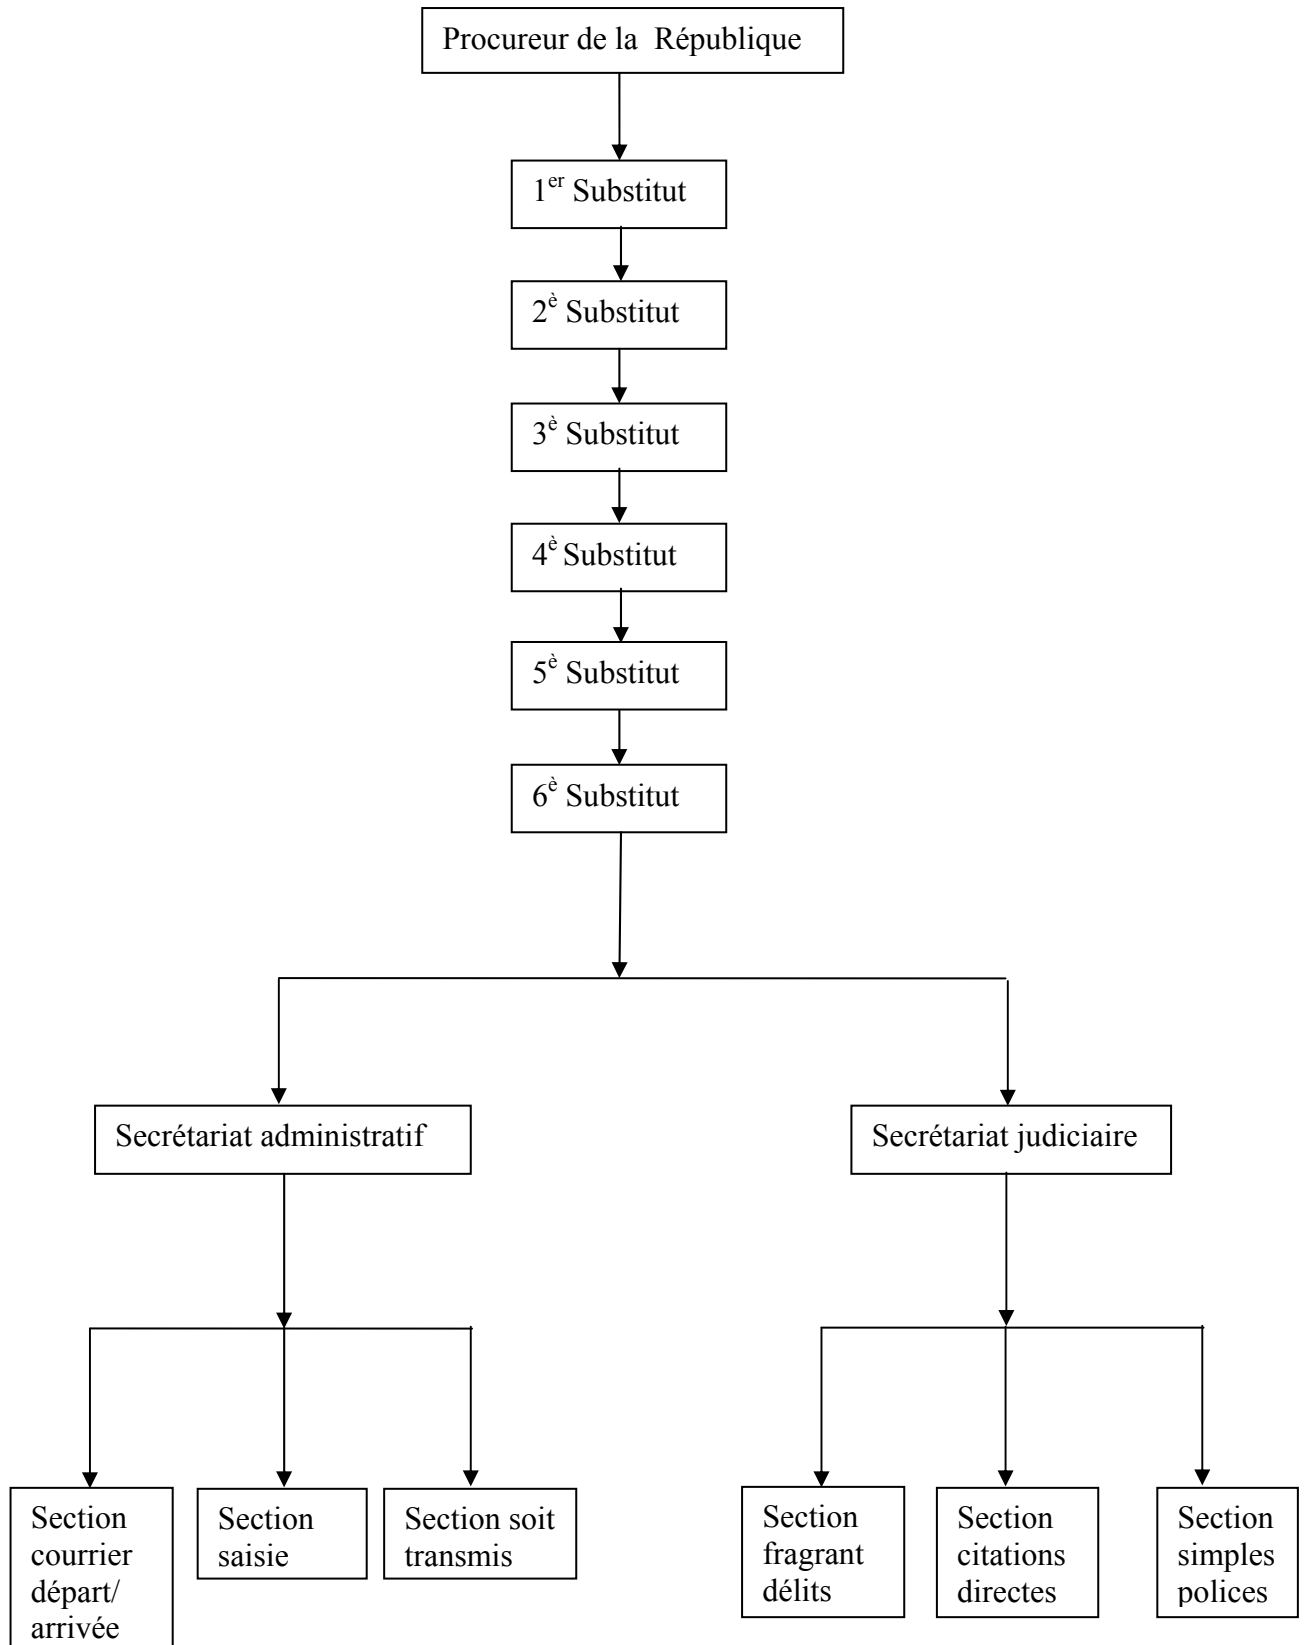 Procureur de la République
1er Substitut
2è Substitut
3è Substitut
4è Substitut
5è Substitut
6è Substitut
Secrétariat administratif
Secrétariat judiciaire
Section
courrier
départ/
arrivée
Section
saisie
Section soit
transmis
Section
fragrant
délits
Section
citations
directes
Section
simples
polices